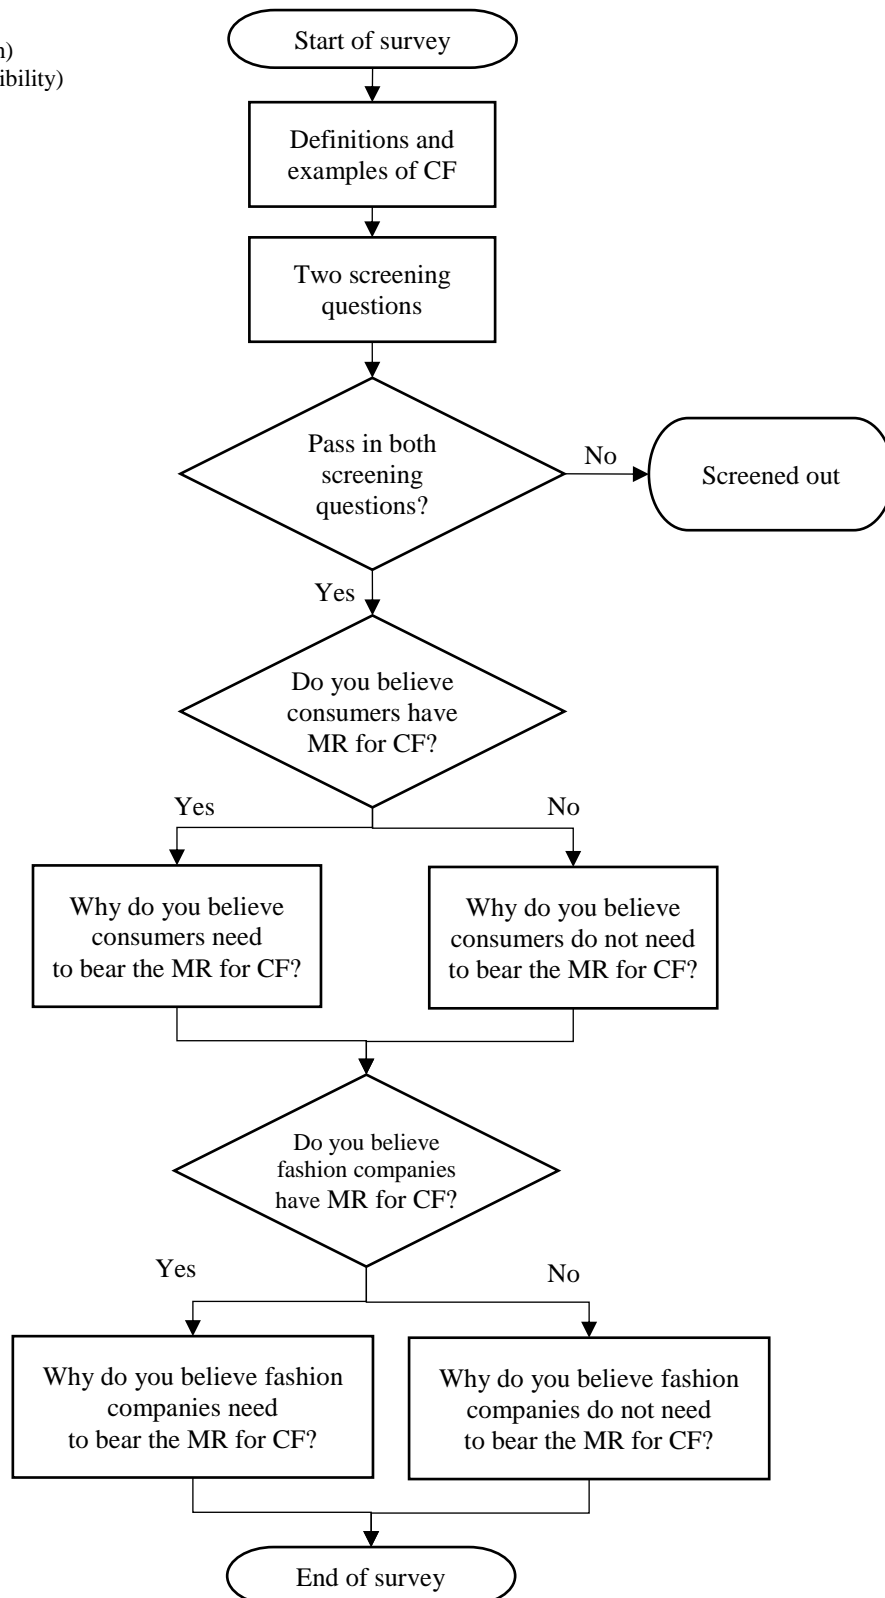 Start of survey
n)
ibility)
Definitions and
examples of CF
Two screening
questions
Pass in both
screening
questions?
No
Screened out
Yes
Do you believe
consumers have
MR for CF?
Yes
No
Why do you believe
consumers need
to bear the MR for CF?
Why do you believe
consumers do not need
to bear the MR for CF?
Do you believe
fashion companies
have MR for CF?
Yes
No
Why do you believe fashion
companies need
to bear the MR for CF?
Why do you believe fashion
companies do not need
to bear the MR for CF?
End of survey